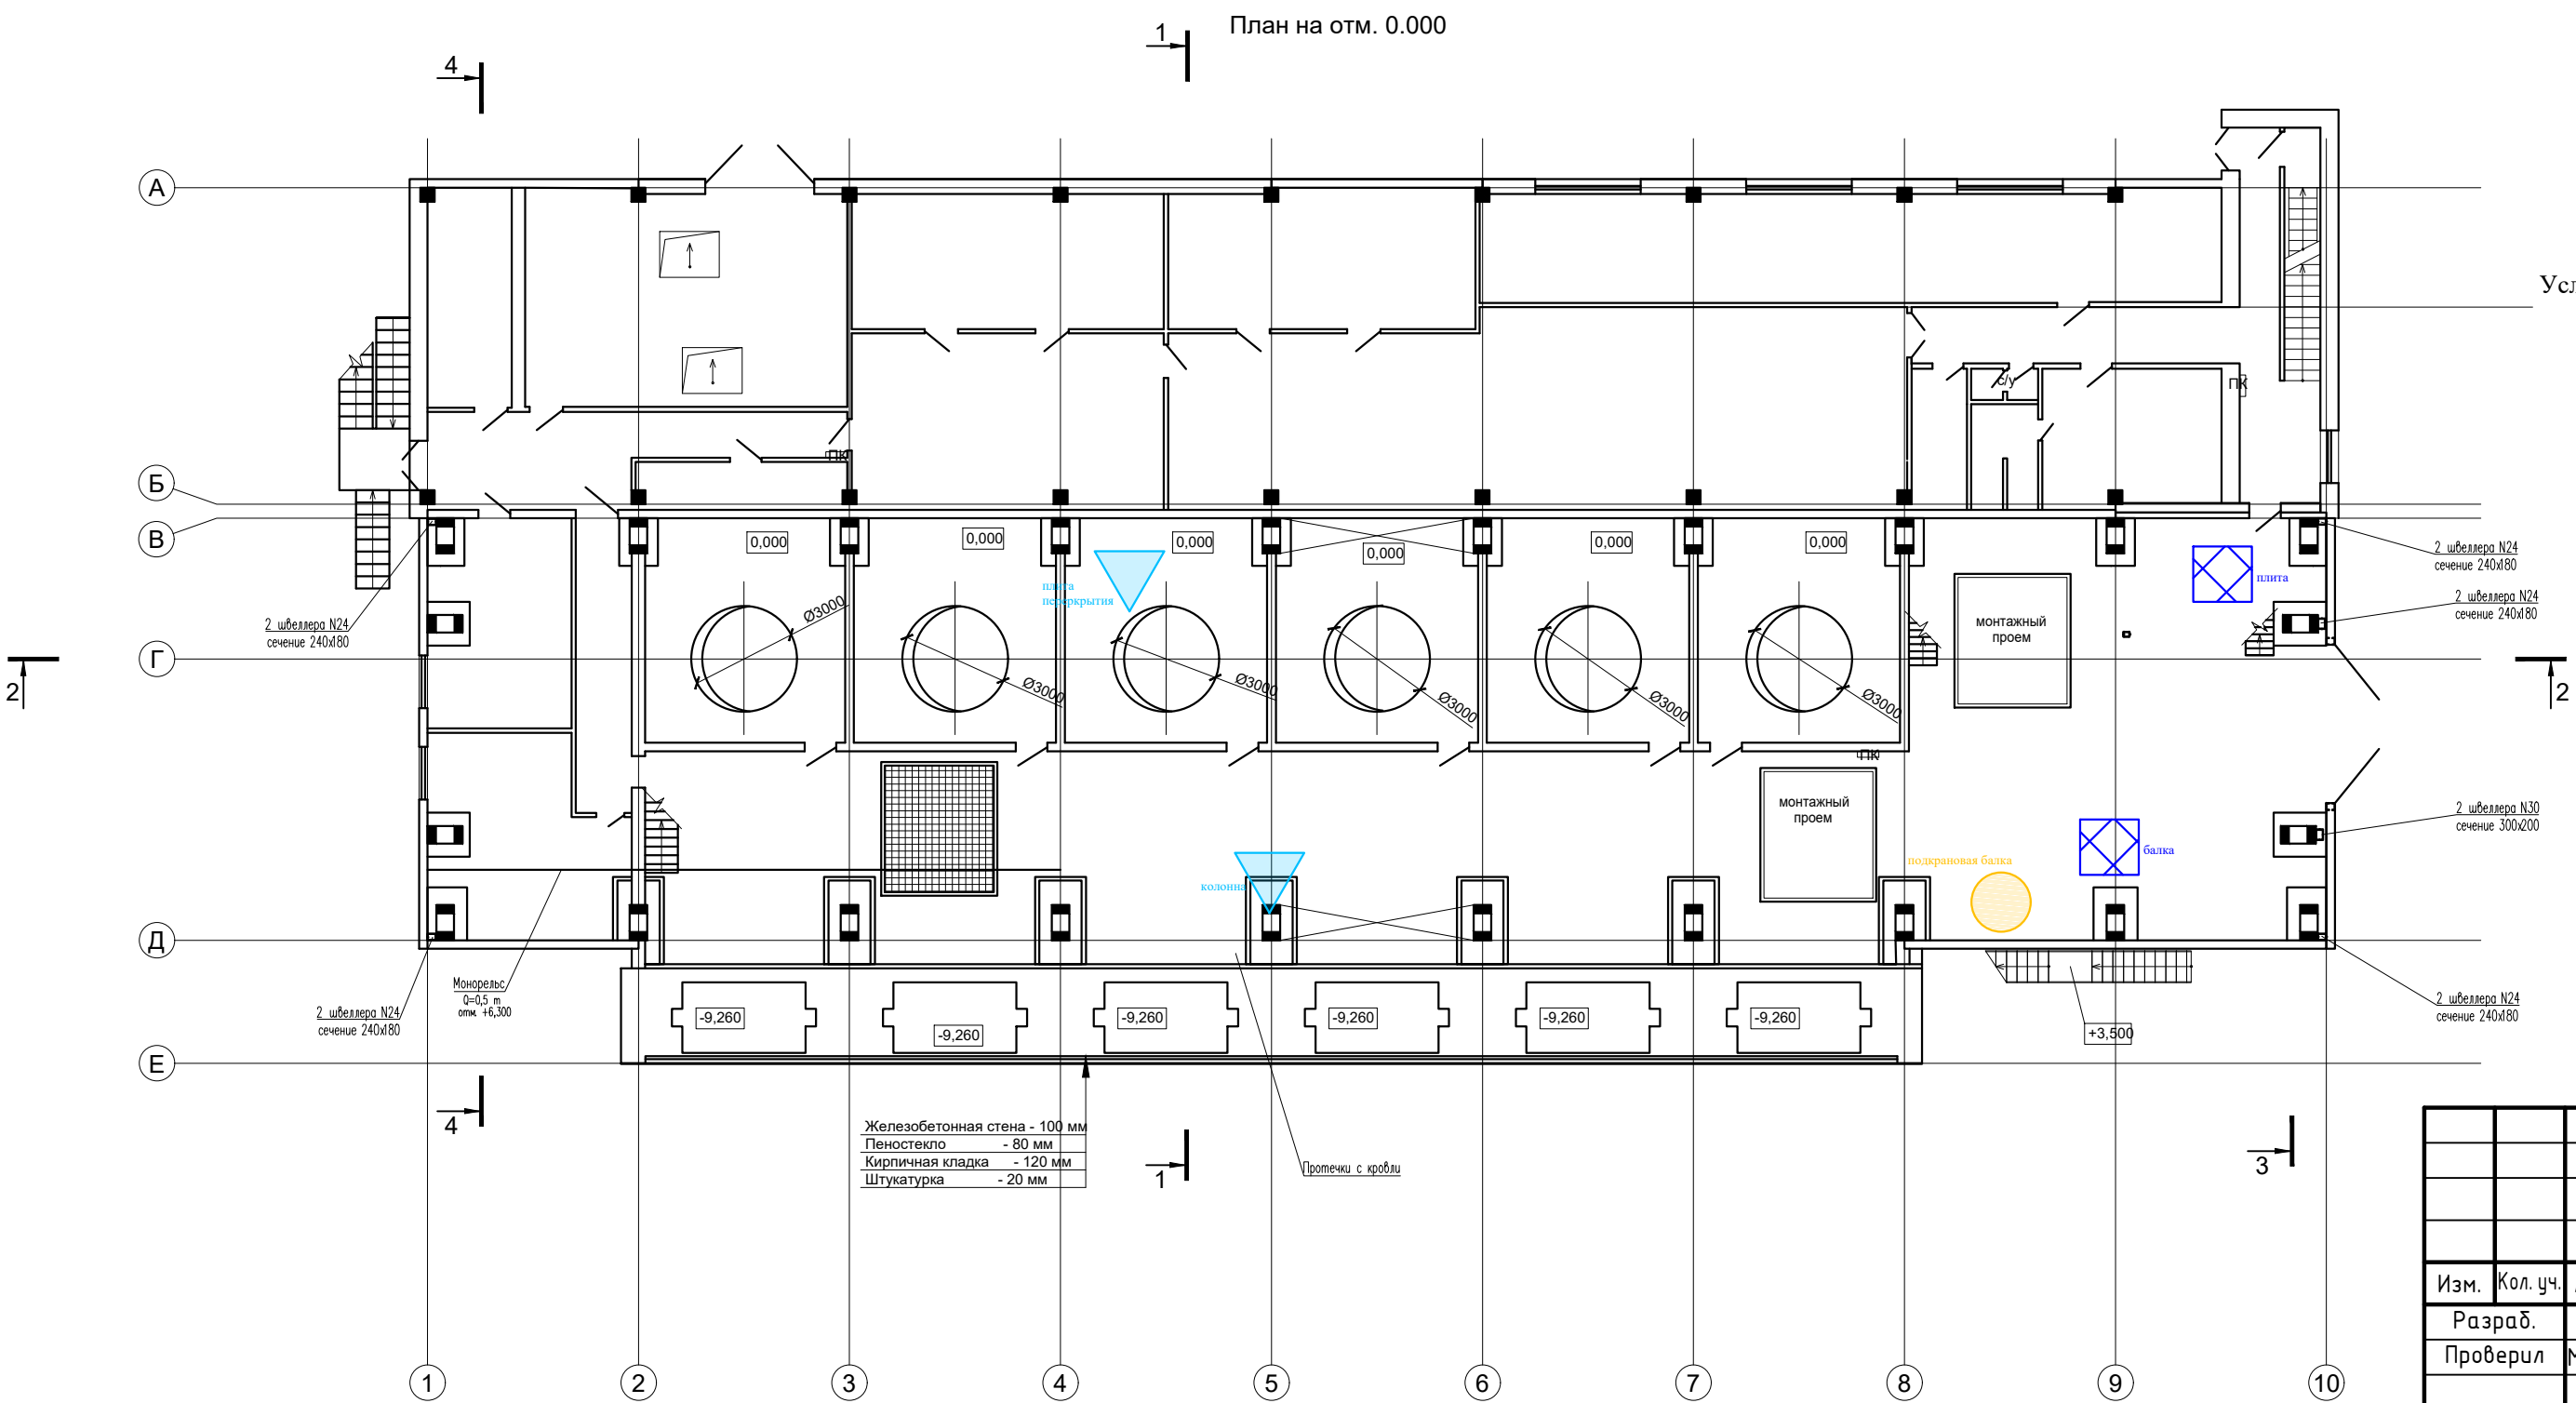 План на отм. 0.000
4
1
А
Усл
с/у
ПК
ПК
Б
В
0,000
0,000
0,000
0,000
0,000
0,000
2 швеллера N24
сечение 240х180
плита
плита
перекрытия
2 швеллера N24
сечение 240х180
2 швеллера N24
сечение 240х180
Ø3000
Ø3000
Ø3000
Ø3000
Ø3000
Ø3000
монтажный
проем
Г
2
2
ПК
монтажный
проем
2 швеллера N30
сечение 300х200
балка
подкрановая балка
колонна
Д
Монорельс
Q=0,5 т
отм. +6,300
2 швеллера N24
сечение 240х180
2 швеллера N24
сечение 240х180
-9,260
-9,260
-9,260
-9,260
-9,260
-9,260
+3,500
Е
4
Железобетонная стена - 100 мм
Пеностекло - 80 мм
Кирпичная кладка - 120 мм
Штукатурка - 20 мм
1
Протечки с кровли
3
Изм. Кол. уч.
Разраб.
Проверил
1
2
3
4
5
6
7
8
9
10